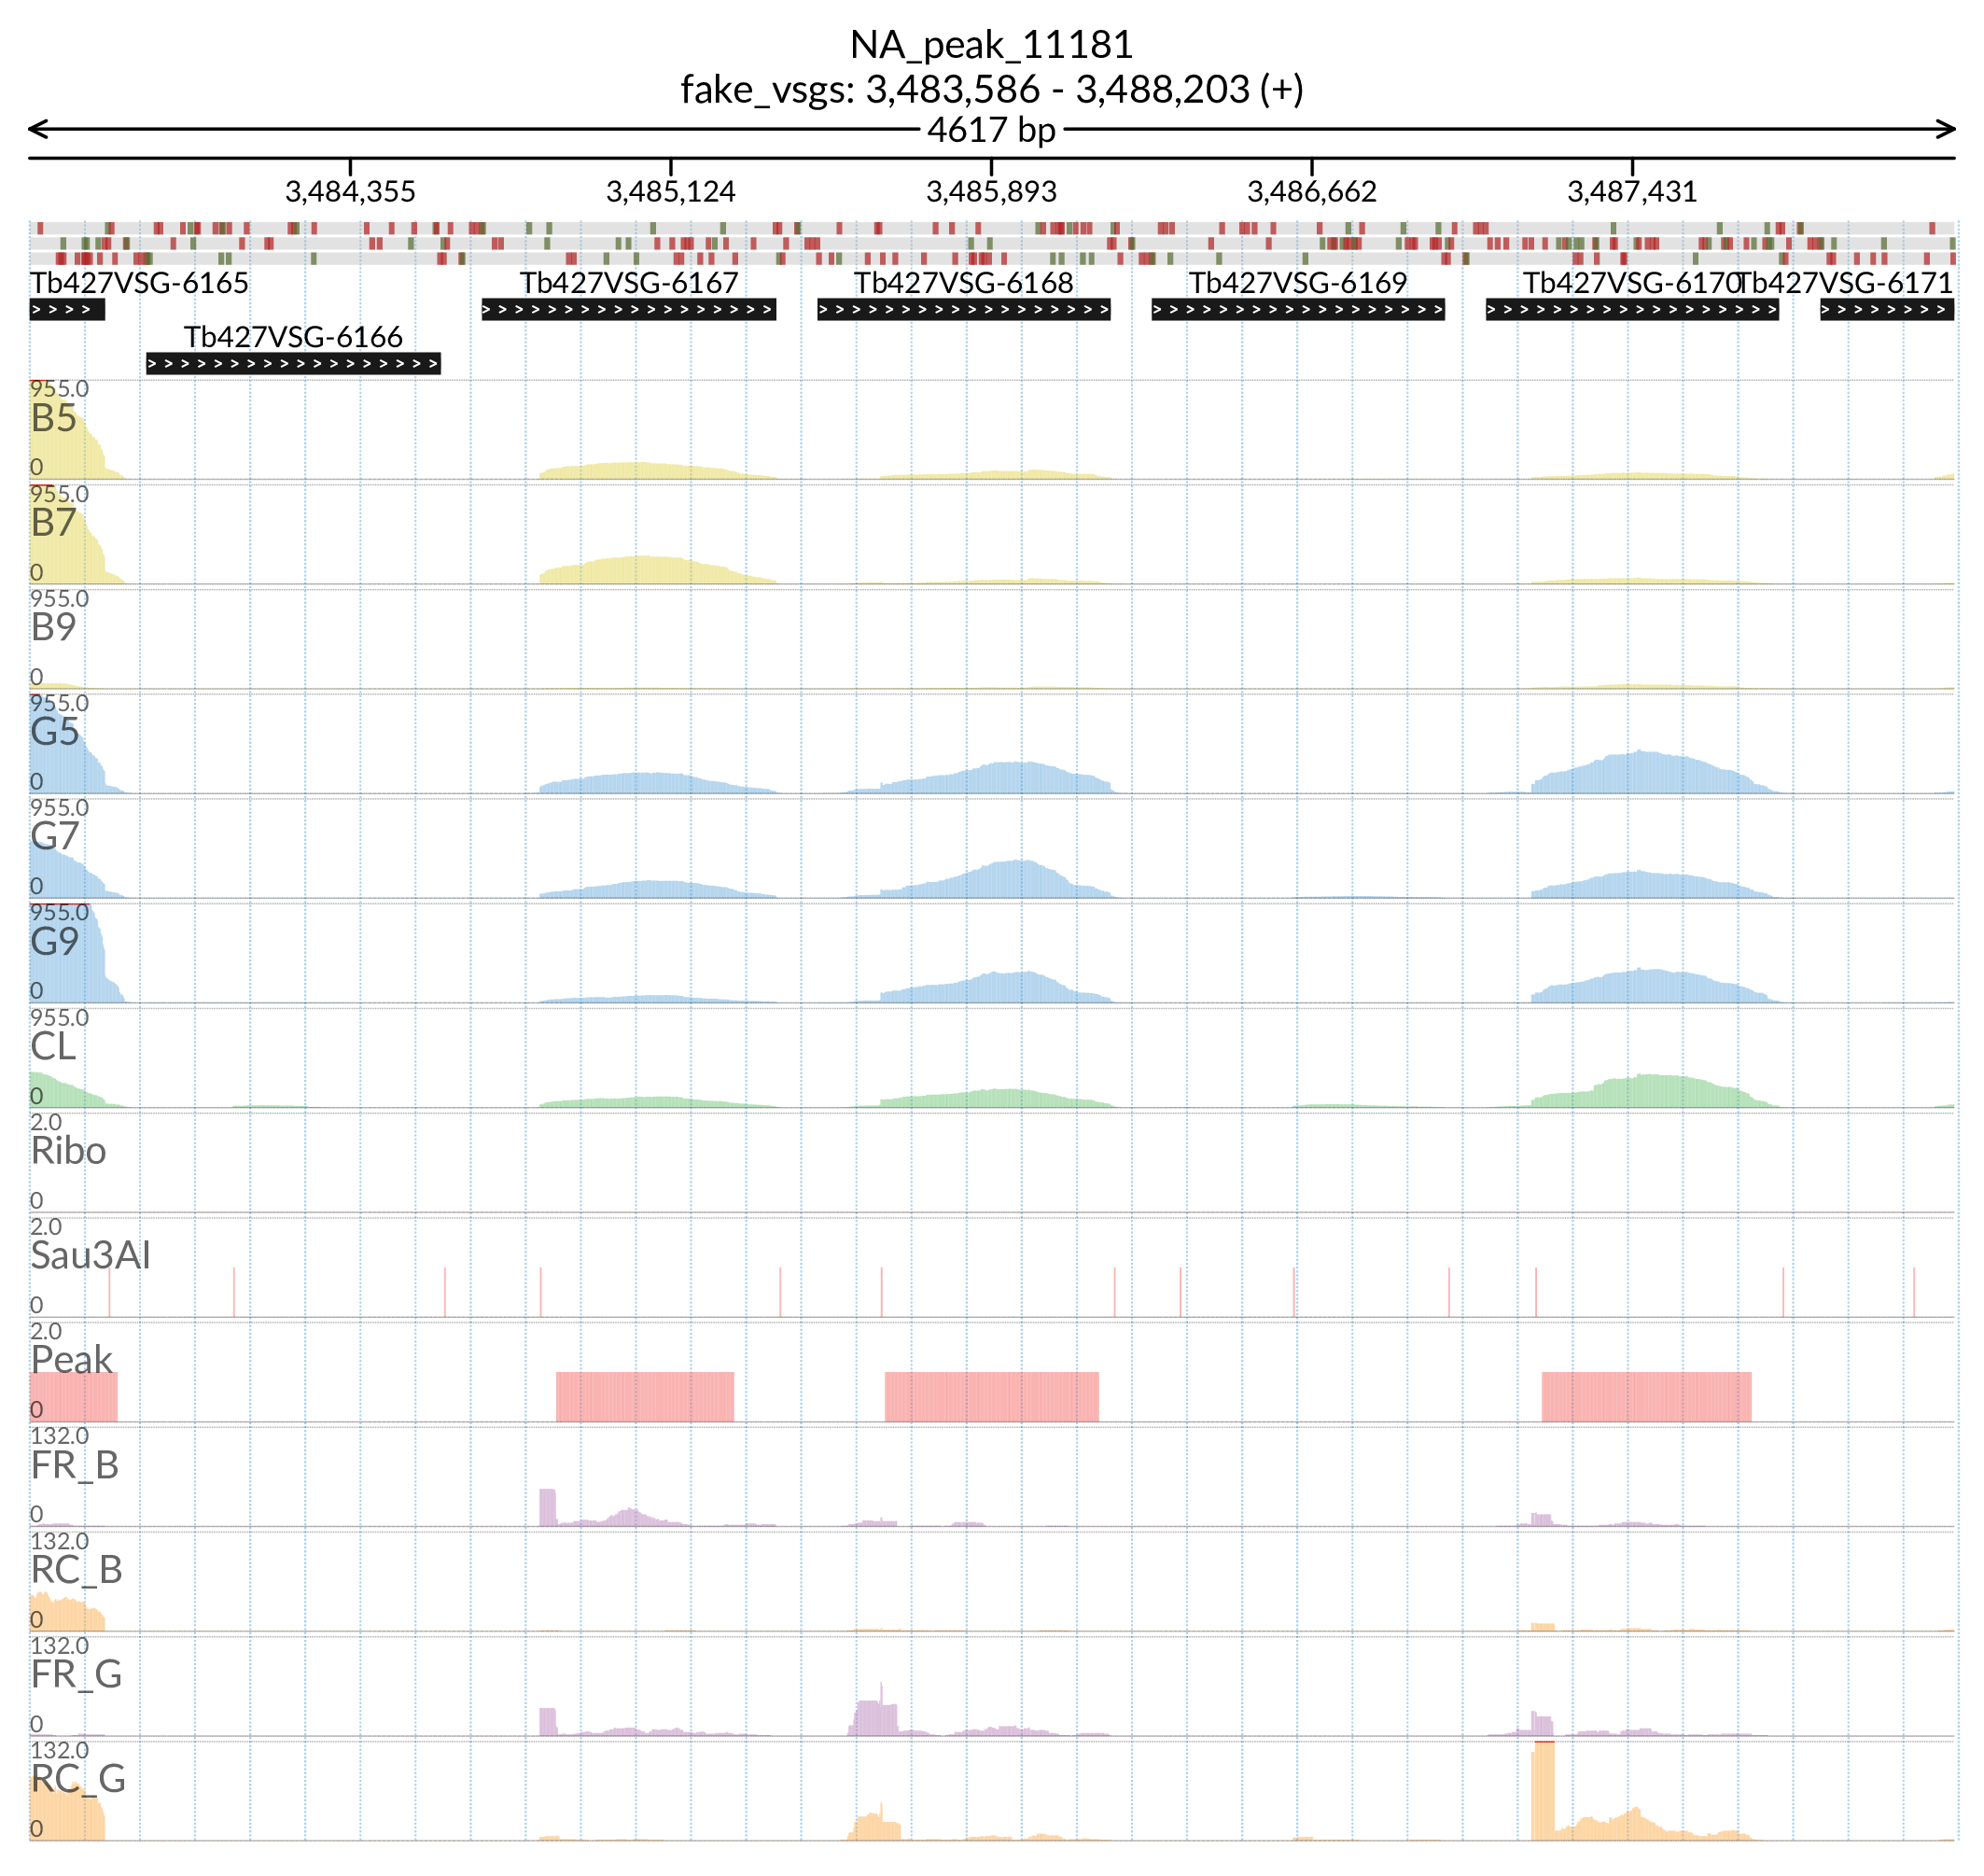 NA_peak_11181
fake_vsgs: 3,483,586 - 3,488,203 (+)
4617 bp
3,484,355 3,485,124 3,485,893 3,486,662 3,487,431
Tb427VSG-6165 Tb427VSG-6167 Tb427VSG-6168 Tb427VSG-6169 Tb427VSG-6170 Tb427VSG-6171
Tb427VSG-6166
955.0
B5
0
955.0
B7
0
955.0
B9
0
955.0
G5
0
955.0
G7
0
955.0
G9
0
955.0
CL
0
2.0
Ribo
0
2.0
Sau3AI
0
2.0
Peak
0
132.0
FR_B
0
132.0
RC_B
0
132.0
FR_G
0
132.0
RC_G
0